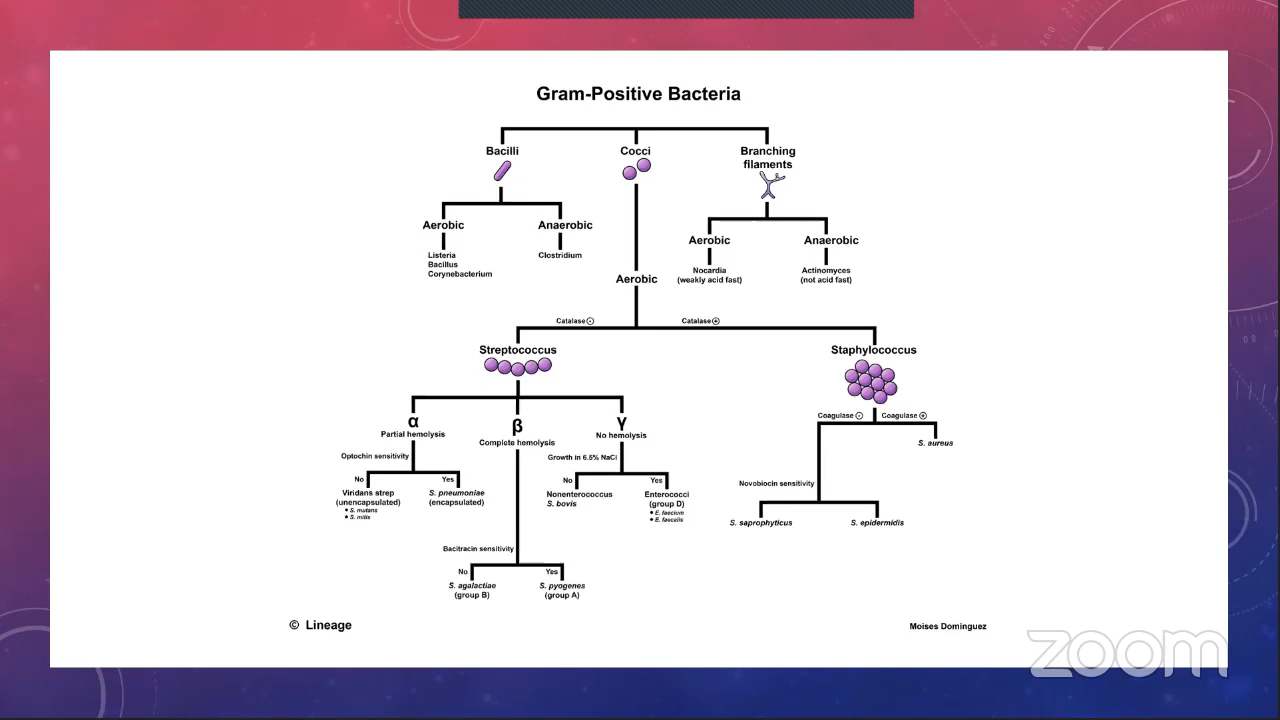 Gram-Positive Bacteria
Bacilli
Cocci
Branching
filaments
Aerobic
Anaerobic
Listeria
Bacillus
Corynebacterium
Clostridium
Aerobic
Aerobic
Anaerobic
Nocardia
(weakly acid fast)
Actinomyces
(not acid fast)
Catalase ⊖
Catalase ⊕
Streptococcus
Staphylococcus
α
Partial hemolysis
β
Complete hemolysis
γ
No hemolysis
Optochin sensitivity
No
Yes
Viridans strep
(unencapsulated)
• S. mutans
• S. mitis
S. pneumoniae
(encapsulated)
Growth in 6.5% NaCl
No
Yes
Nonenterococcus
S. bovis
Enterococci
(group D)
• E. faecium
• E. faecalis
Bacitracin sensitivity
No
Yes
S. agalactiae
(group B)
S. pyogenes
(group A)
Coagulase ⊖
Coagulase ⊕
S. aureus
Novobiocin sensitivity
S. saprophyticus
S. epidermidis
© Lineage
Moises Dominguez
zoom